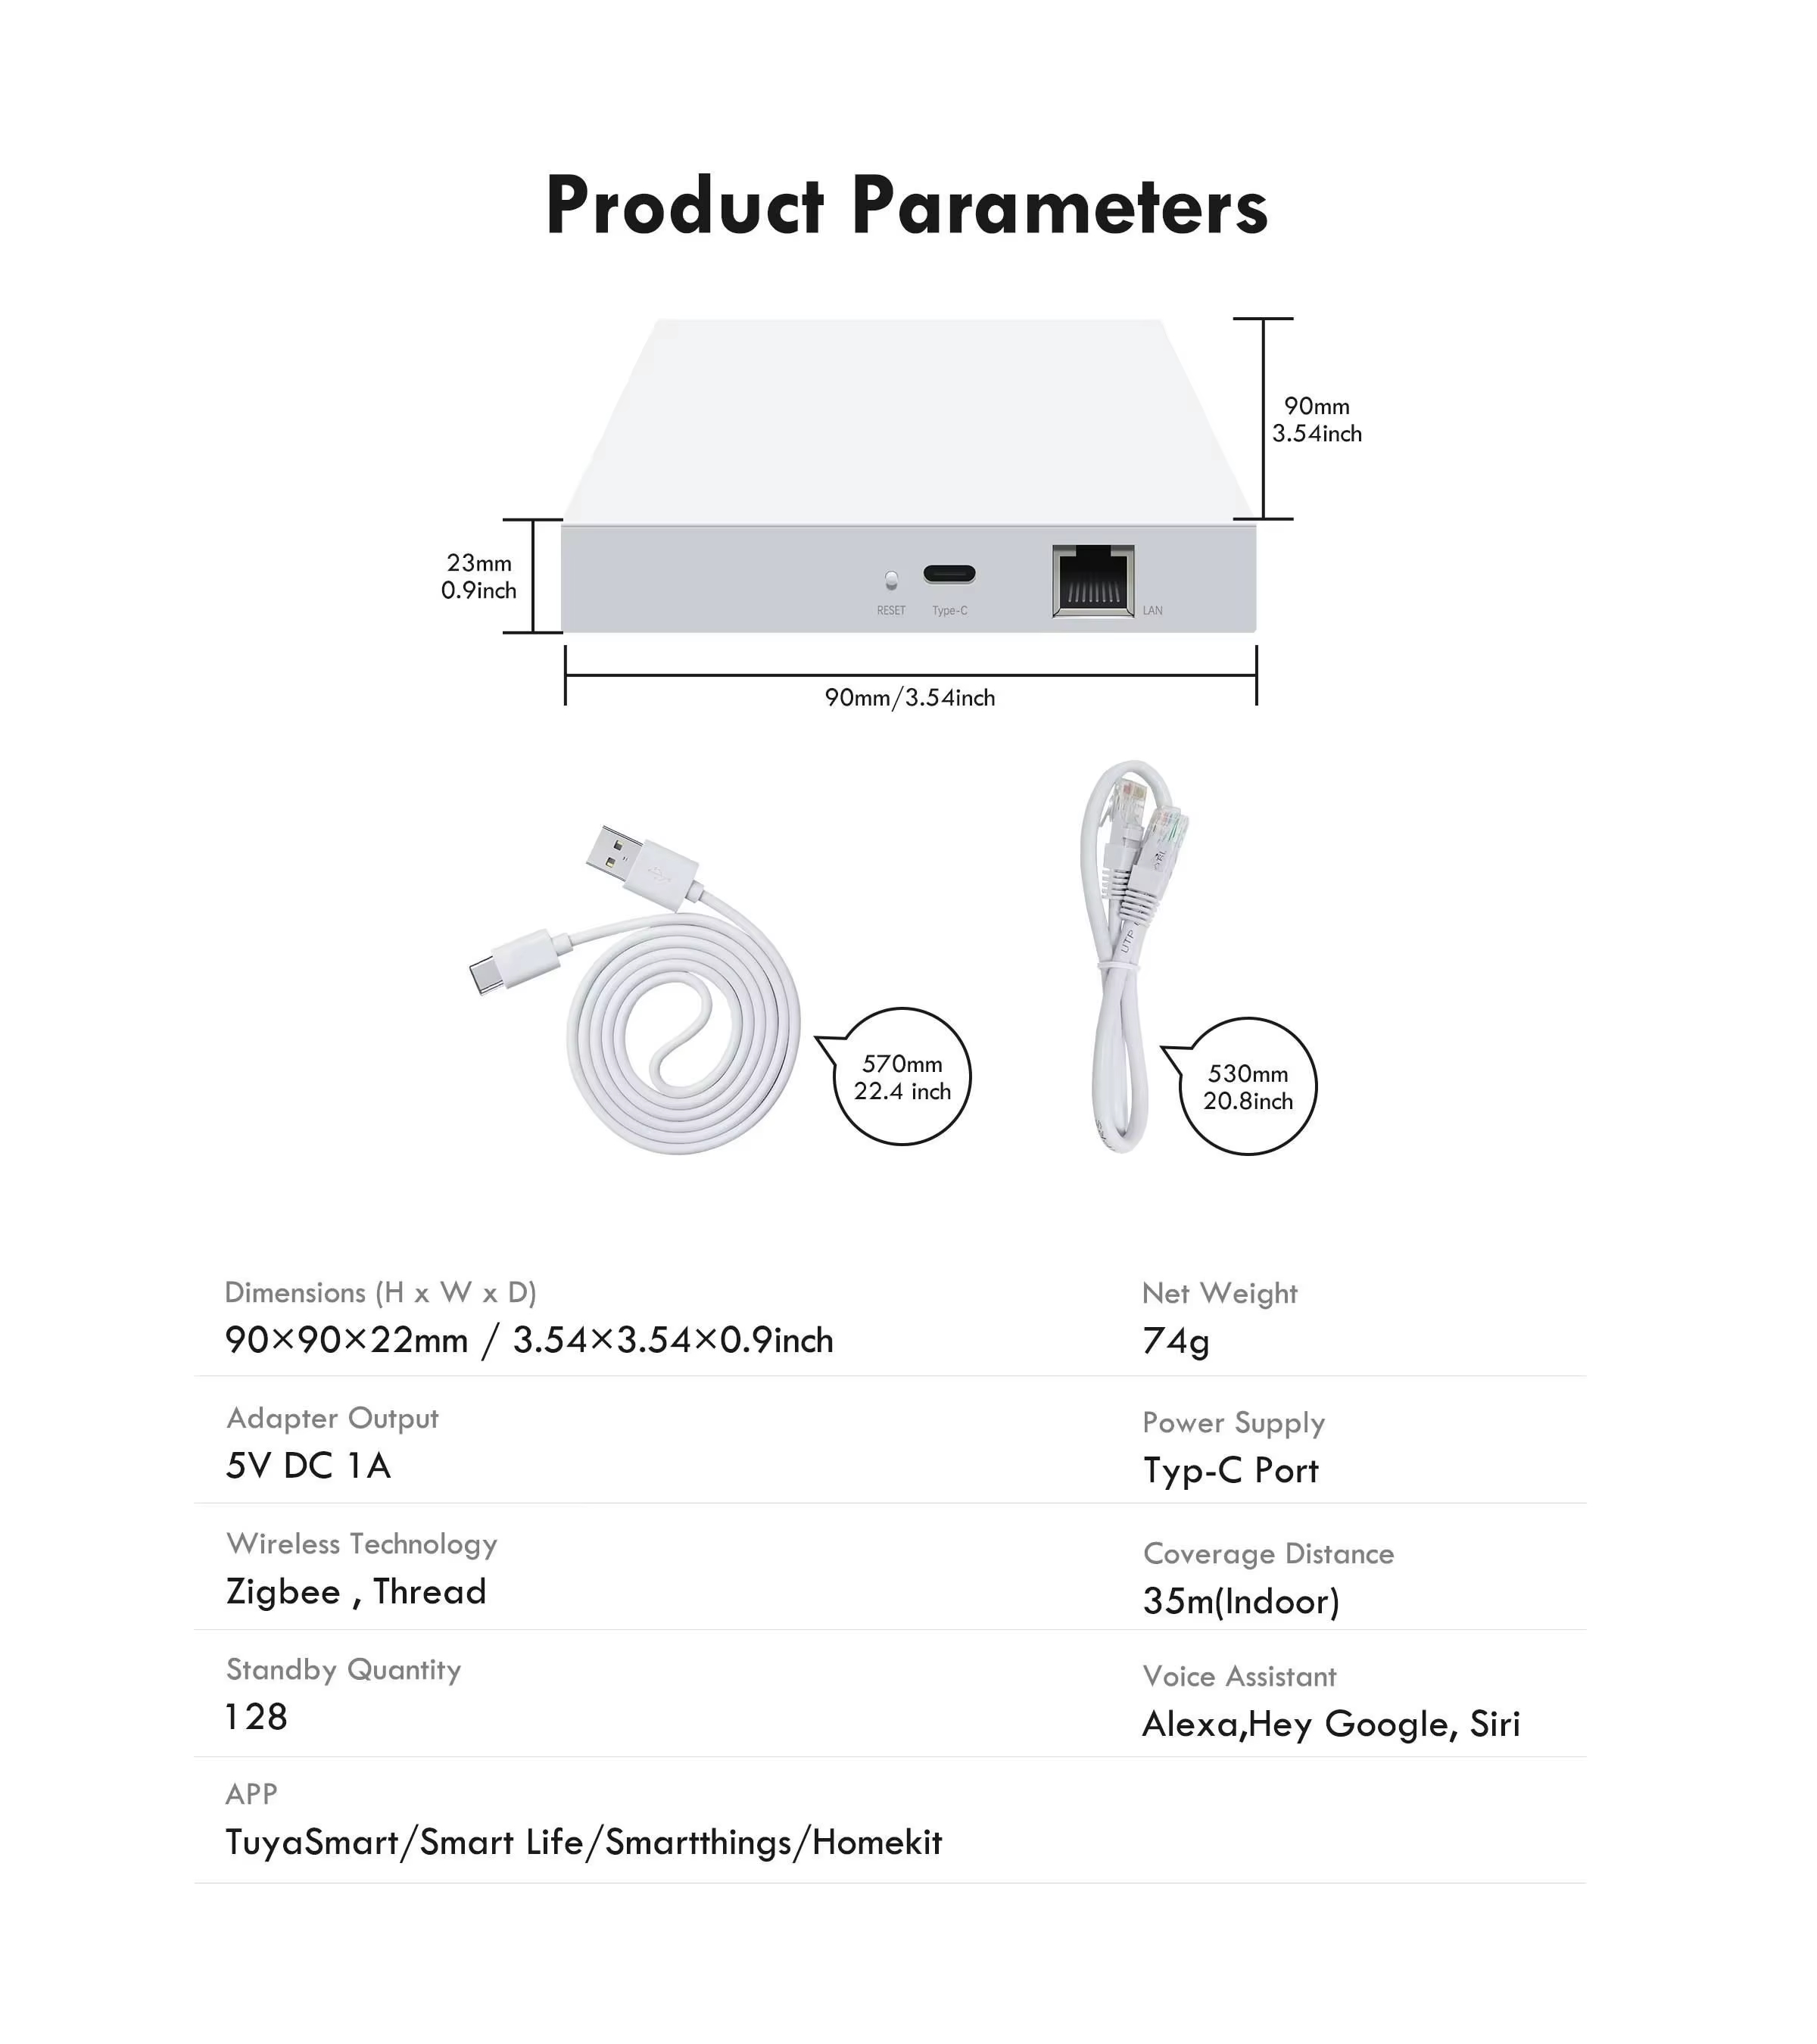 Product Parameters
90mm
3.54inch
23mm
0.9inch
RESET
Type-C
LAN
90mm/3.54inch
UTP
570mm
22.4 inch
530mm
20.8inch
Dimensions (H x W x D)
90×90×22mm / 3.54×3.54×0.9inch
Net Weight
74g
Adapter Output
5V DC 1A
Power Supply
Typ-C Port
Wireless Technology
Zigbee , Thread
Coverage Distance
35m(Indoor)
Standby Quantity
128
Voice Assistant
Alexa,Hey Google, Siri
APP
TuyaSmart/Smart Life/Smartthings/Homekit